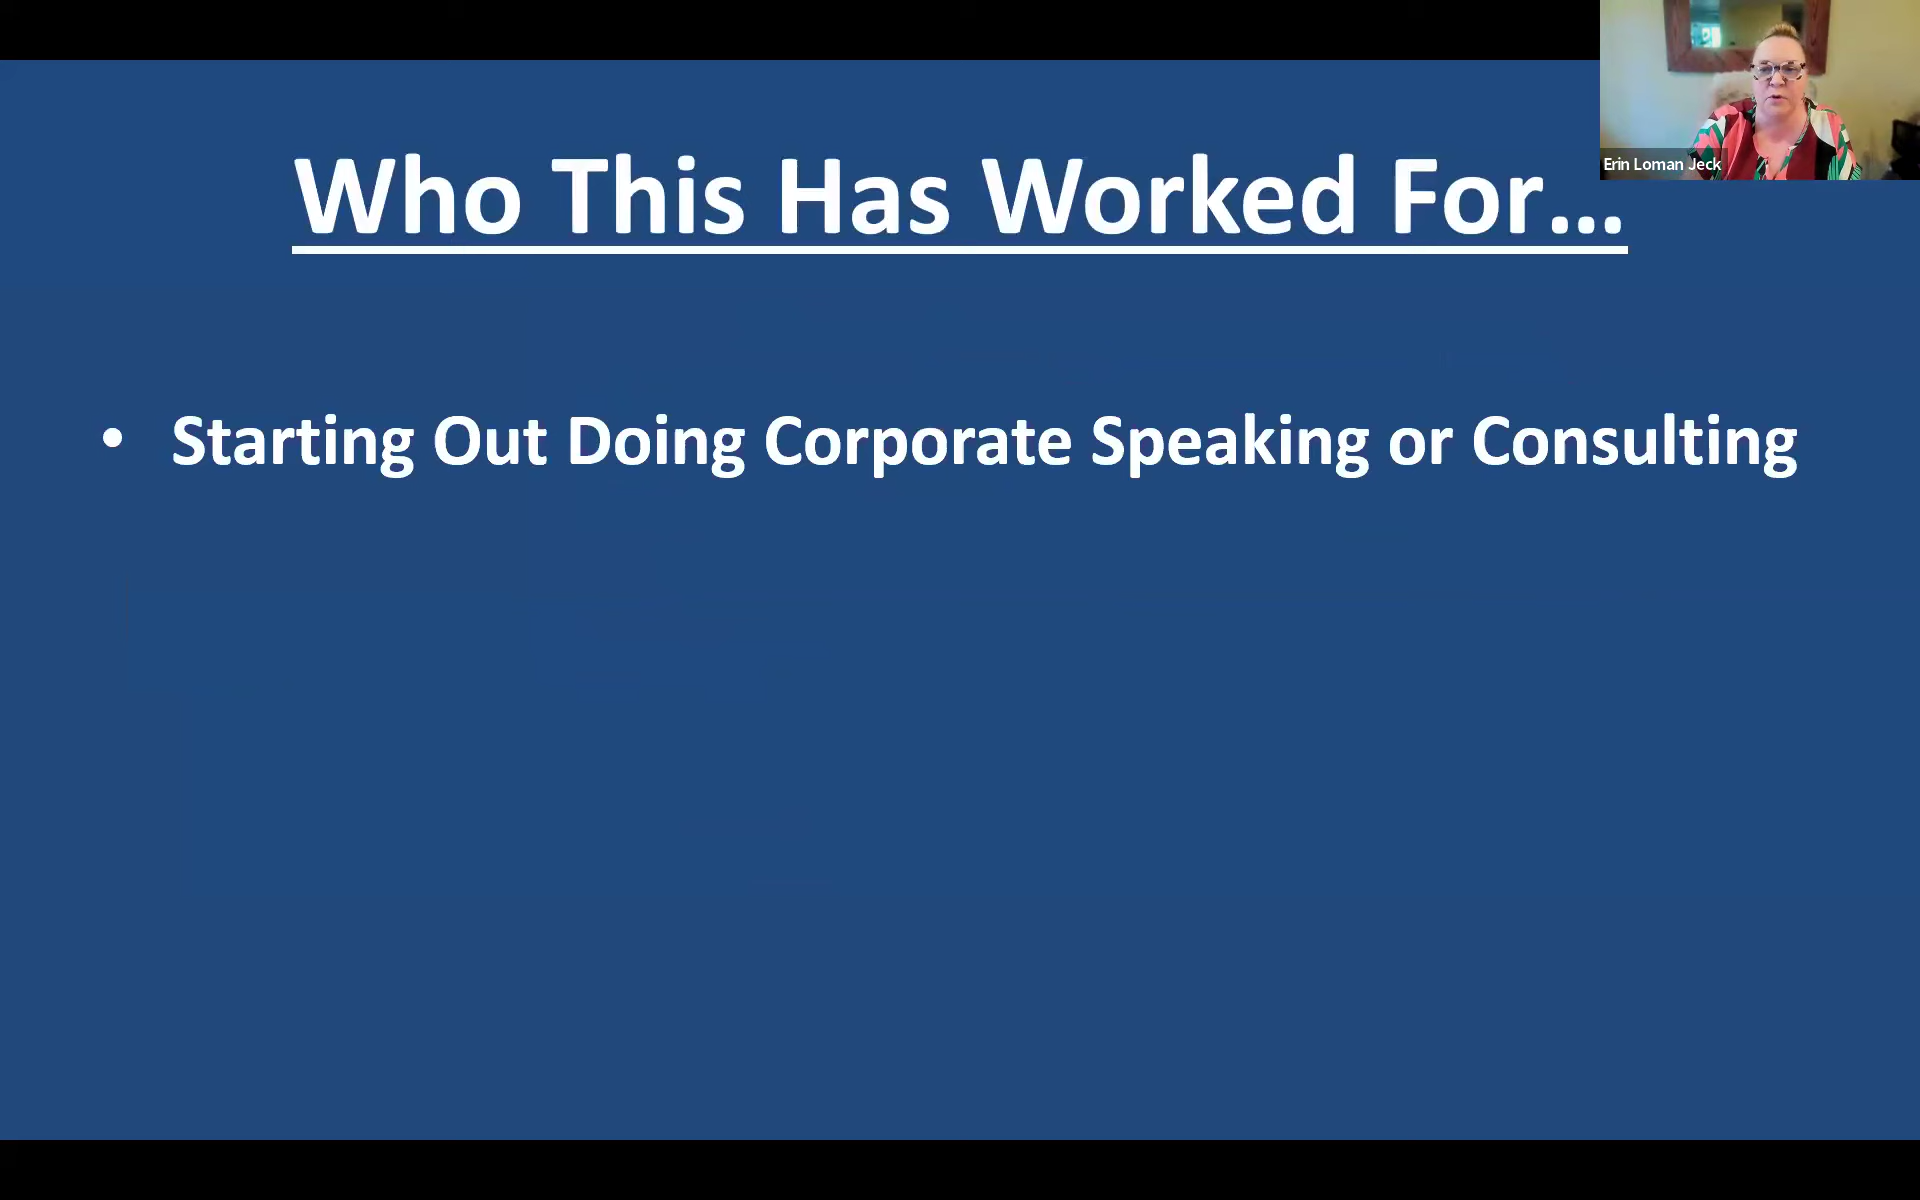 Who This Has Worked For...
Erin Loman Jeck
• Starting Out Doing Corporate Speaking or Consulting